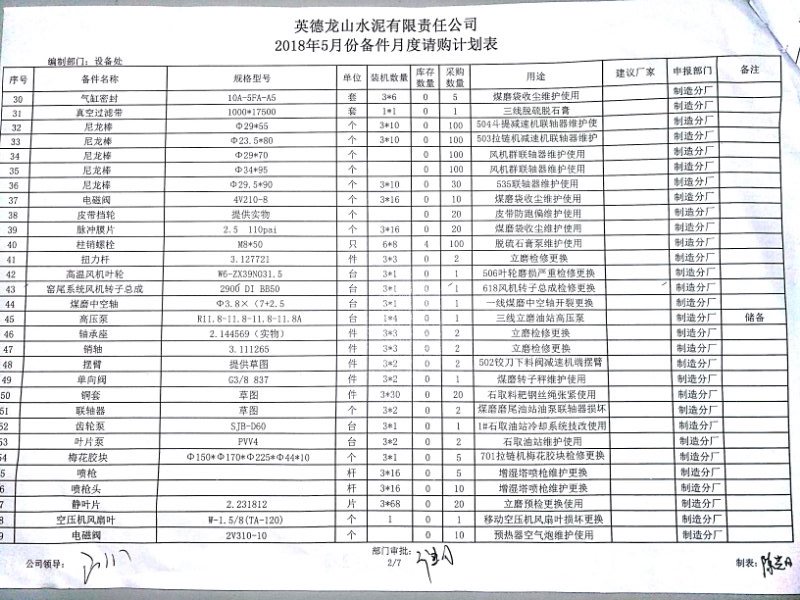 英德龙山水泥有限责任公司
2018年5月份备件月度请购计划表
编制部门：设备处
序号 备件名称 规格型号 单位 装机数量 库存数量 采购数量 用途 建议厂家 申报部门 备注
30 气缸密封 10A-5FA-A5 套 3*6 0 5 煤磨袋收尘维护使用 制造分厂
31 真空过滤带 1000*17500 套 1*1 0 1 三线脱硫脱石膏 制造分厂
32 尼龙棒 Φ29*55 个 3*10 0 100 504斗提减速机联轴器维护使 制造分厂
33 尼龙棒 Φ23.5*80 个 3*10 0 100 503拉链机减速机联轴器维护 制造分厂
34 尼龙棒 Φ29*70 个 0 100 风机群联轴器维护使用 制造分厂
35 尼龙棒 Φ34*95 个 0 100 风机群联轴器维护使用 制造分厂
36 尼龙棒 Φ29.5*90 个 3*10 0 30 535联轴器维护使用 制造分厂
37 电磁阀 4V210-8 个 3*16 0 10 煤磨袋收尘维护使用 制造分厂
38 皮带挡轮 提供实物 个 0 20 皮带防跑偏维护使用 制造分厂
39 脉冲膜片 2.5 110pai 个 3*16 0 20 煤磨袋收尘维护使用 制造分厂
40 柱销螺栓 M8*50 只 6*8 4 100 脱硫石膏泵维护使用 制造分厂
41 扭力杆 3.127721 件 3*3 0 2 立磨检修更换 制造分厂
42 高温风机叶轮 W6-ZX39NO31.5 台 3*1 0 1 506叶轮磨损严重检修更换 制造分厂
43 窑尾系统风机转子总成 2900 DI BB50 台 3*1 0 1 618风机转子总成检修更换 制造分厂
44 煤磨中空轴 Φ3.8×（7+2.5 台 3*1 0 1 一线煤磨中空轴开裂更换 制造分厂
45 高压泵 R11.8-11.8-11.8-11.8A 台 1*4 0 1 三线立磨油站高压泵 制造分厂 储备
46 轴承座 2.144569（实物） 件 3*3 0 2 立磨检修更换 制造分厂
47 销轴 3.111265 件 3*3 0 2 立磨检修更换 制造分厂
48 摆臂 提供草图 件 3*2 0 2 502铰刀下料阀减速机端摆臂 制造分厂
49 单向阀 G3/8 837 件 3*2 0 1 煤磨转子秤维护使用 制造分厂
50 铜套 草图 件 3*30 0 20 石取料耙钢丝绳张紧使用 制造分厂
51 联轴器 草图 个 3*2 0 2 煤磨磨尾油站油泵联轴器损坏 制造分厂
52 齿轮泵 SJB-D60 台 3*1 0 1 1#石取油站冷却系统技改使用 制造分厂
53 叶片泵 PVV4 台 3*2 0 2 石取油站维护使用 制造分厂
54 梅花胶块 Φ150*Φ170*Φ225*Φ44*10 个 3*1 0 5 701拉链机梅花胶块检修更换 制造分厂
5 喷枪 杆 3*16 0 5 增湿塔喷枪维护更换 制造分厂
6 喷枪头 杆 3*16 0 10 增湿塔喷枪维护更换 制造分厂
7 静叶片 2.231812 片 3*68 0 20 立磨预检更换使用 制造分厂
8 空压机风扇叶 W-1.5/8(TA-120) 个 1 0 1 移动空压机风扇叶损坏更换 制造分厂
9 电磁阀 2V310-10 个 0 10 预热器空气炮维护使用 制造分厂
公司领导： 部门审批： 制表：
2/7